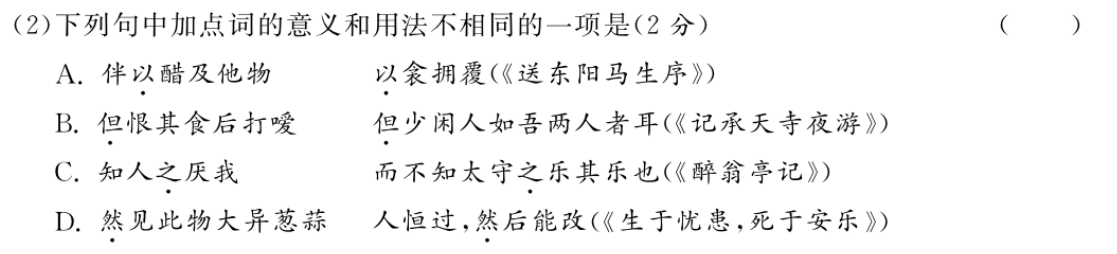 (2)下列句中加点词的意义和用法不相同的一项是(2 分) (　　)
A. 伴以醋及他物　　以衾拥覆(《送东阳马生序》)
B. 但恨其食后打嗳　　但少闲人如吾两人者耳(《记承天寺夜游》)
C. 知人之厌我　　而不知太守之乐其乐也(《醉翁亭记》)
D. 然见此物大异葱蒜　　人恒过,然后能改(《生于忧患,死于安乐》)